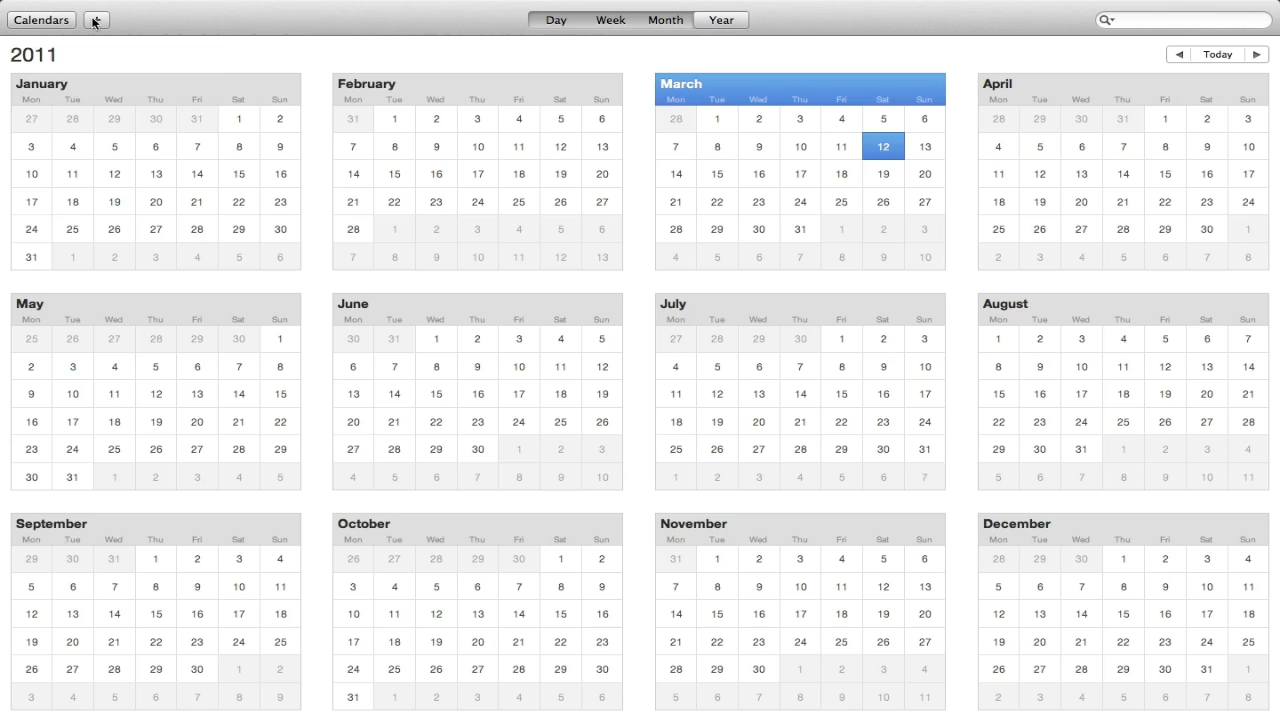 Calendars Day Week Month Year
2011 Today
January February March April
Mon Tue Wed Thu Fri Sat Sun Mon Tue Wed Thu Fri Sat Sun Mon Tue Wed Thu Fri Sat Sun Mon Tue Wed Thu Fri Sat Sun
27 28 29 30 31 1 2 31 1 2 3 4 5 6 28 1 2 3 4 5 6 28 29 30 31 1 2 3
3 4 5 6 7 8 9 7 8 9 10 11 12 13 7 8 9 10 11 12 13 4 5 6 7 8 9 10
10 11 12 13 14 15 16 14 15 16 17 18 19 20 14 15 16 17 18 19 20 11 12 13 14 15 16 17
17 18 19 20 21 22 23 21 22 23 24 25 26 27 21 22 23 24 25 26 27 18 19 20 21 22 23 24
24 25 26 27 28 29 30 28 1 2 3 4 5 6 28 29 30 31 1 2 3 25 26 27 28 29 30 1
31 1 2 3 4 5 6 7 8 9 10 11 12 13 4 5 6 7 8 9 10 2 3 4 5 6 7 8
May June July August
Mon Tue Wed Thu Fri Sat Sun Mon Tue Wed Thu Fri Sat Sun Mon Tue Wed Thu Fri Sat Sun Mon Tue Wed Thu Fri Sat Sun
25 26 27 28 29 30 1 30 31 1 2 3 4 5 27 28 29 30 1 2 3 1 2 3 4 5 6 7
2 3 4 5 6 7 8 6 7 8 9 10 11 12 4 5 6 7 8 9 10 8 9 10 11 12 13 14
9 10 11 12 13 14 15 13 14 15 16 17 18 19 11 12 13 14 15 16 17 15 16 17 18 19 20 21
16 17 18 19 20 21 22 20 21 22 23 24 25 26 18 19 20 21 22 23 24 22 23 24 25 26 27 28
23 24 25 26 27 28 29 27 28 29 30 1 2 3 25 26 27 28 29 30 31 29 30 31 1 2 3 4
30 31 1 2 3 4 5 4 5 6 7 8 9 10 1 2 3 4 5 6 7 5 6 7 8 9 10 11
September October November December
Mon Tue Wed Thu Fri Sat Sun Mon Tue Wed Thu Fri Sat Sun Mon Tue Wed Thu Fri Sat Sun Mon Tue Wed Thu Fri Sat Sun
29 30 31 1 2 3 4 26 27 28 29 30 1 2 31 1 2 3 4 5 6 28 29 30 1 2 3 4
5 6 7 8 9 10 11 3 4 5 6 7 8 9 7 8 9 10 11 12 13 5 6 7 8 9 10 11
12 13 14 15 16 17 18 10 11 12 13 14 15 16 14 15 16 17 18 19 20 12 13 14 15 16 17 18
19 20 21 22 23 24 25 17 18 19 20 21 22 23 21 22 23 24 25 26 27 19 20 21 22 23 24 25
26 27 28 29 30 1 2 24 25 26 27 28 29 30 28 29 30 1 2 3 4 26 27 28 29 30 31 1
3 4 5 6 7 8 9 31 1 2 3 4 5 6 5 6 7 8 9 10 11 2 3 4 5 6 7 8